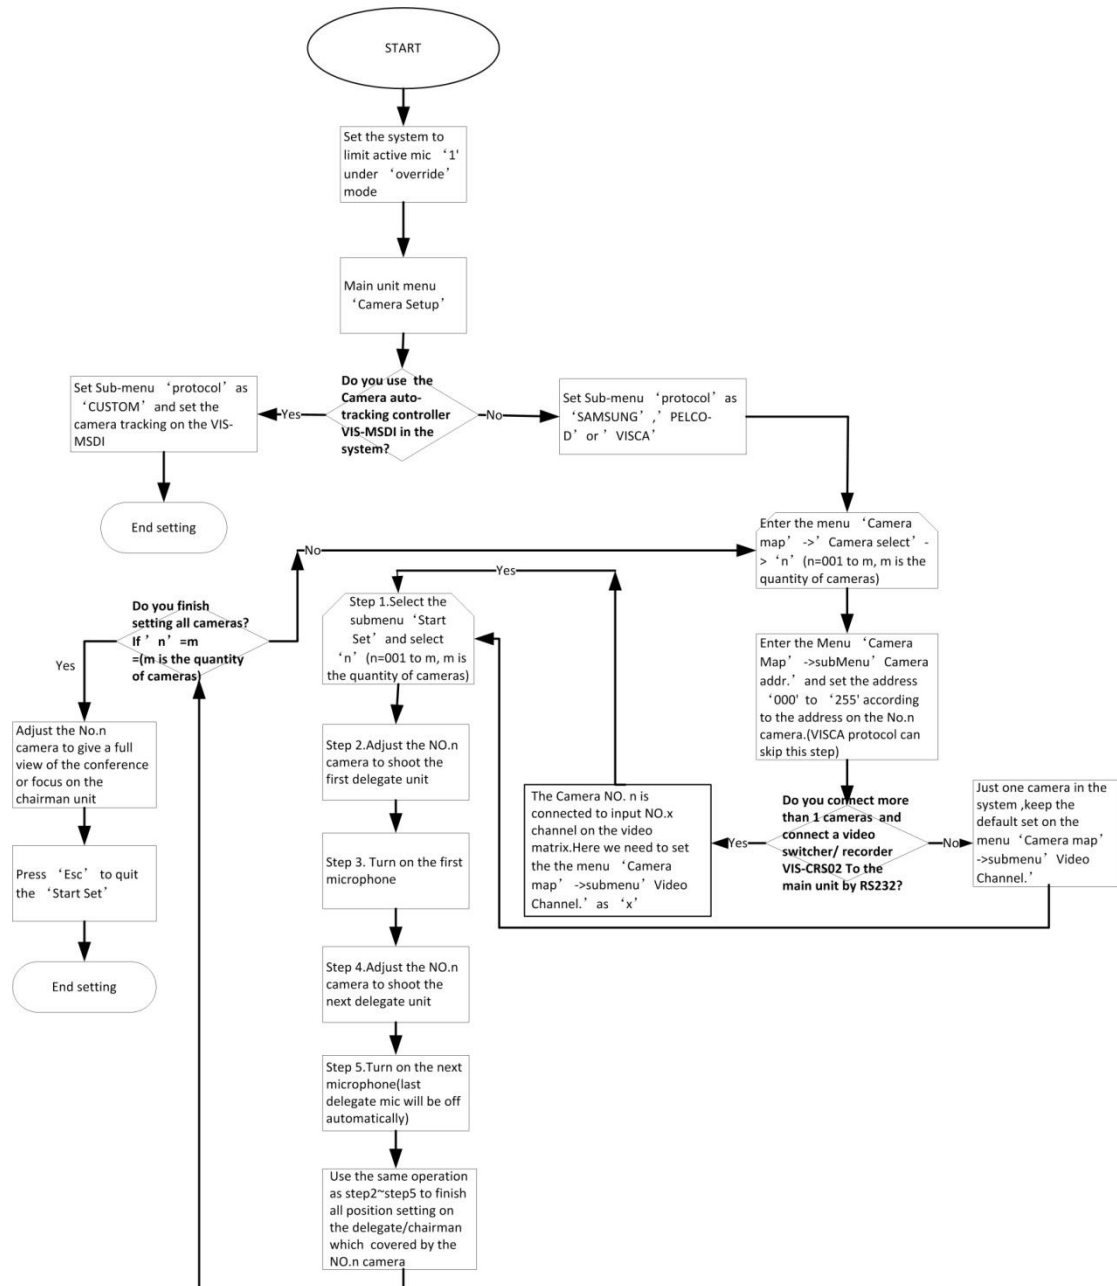 START
Set the system to
limit active mic ‘1'
under ‘override’
mode
Main unit menu
‘Camera Setup’
Do you use the
Camera auto-
tracking controller
VIS-MSDI in the
system?
Yes
No
Set Sub-menu ‘protocol’ as
‘CUSTOM’ and set the
camera tracking on the VIS-
MSDI
End setting
Set Sub-menu ‘protocol’ as
‘SAMSUNG’,’PELCO-
D’ or ’VISCA’
Enter the menu ‘Camera
map’ ->’Camera select’-
> ‘n’ (n=001 to m, m is the
quantity of cameras)
Enter the Menu ‘Camera
Map’->subMenu’Camera
addr.’ and set the address
‘000' to ‘255' according
to the address on the No.n
camera.(VISCA protocol can
skip this step)
Do you connect more
than 1 cameras and
connect a video
switcher/ recorder
VIS-CRS02 To the
main unit by RS232?
Yes
No
Just one camera in the
system ,keep the
default set on the
menu ‘Camera map’
->submenu’Video
Channel.’
The Camera NO. n is
connected to input NO.x
channel on the video
matrix.Here we need to set
the the menu ‘Camera
map’ ->submenu’Video
Channel.’ as ‘x’
Yes
Step 1.Select the
submenu ‘Start
Set’ and select
‘n’ (n=001 to m, m is
the quantity of cameras)
Step 2.Adjust the NO.n
camera to shoot the
first delegate unit
Step 3. Turn on the first
microphone
Step 4.Adjust the NO.n
camera to shoot the
next delegate unit
Step 5.Turn on the next
microphone(last
delegate mic will be off
automatically)
Use the same operation
as step2~step5 to finish
all position setting on
the delegate/chairman
which covered by the
NO.n camera
Do you finish
setting all cameras?
If ’n’ =m
=(m is the quantity
of cameras)
No
Yes
Adjust the No.n
camera to give a full
view of the conference
or focus on the
chairman unit
Press ‘Esc’ to quit
the ‘Start Set’
End setting